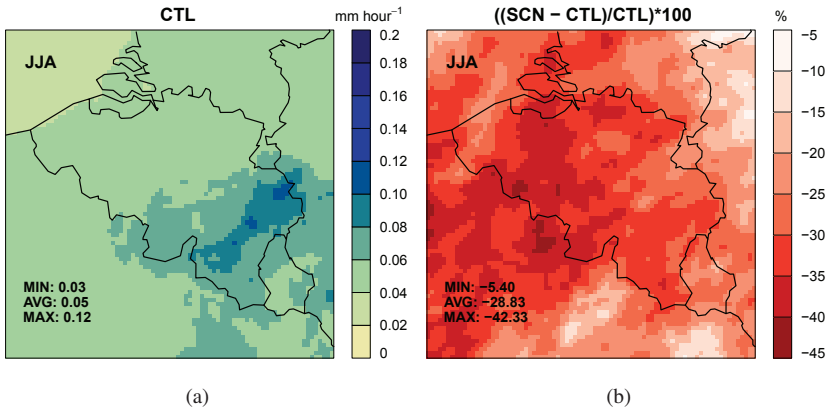 CTL
mm hour⁻¹
JJA
0.2
0.18
0.16
0.14
0.12
0.10
0.08
0.06
0.04
0.02
0
MIN: 0.03
AVG: 0.05
MAX: 0.12
(a)
((SCN − CTL)/CTL)*100
%
JJA
−5
−10
−15
−20
−25
−30
−35
−40
−45
MIN: −5.40
AVG: −28.83
MAX: −42.33
(b)